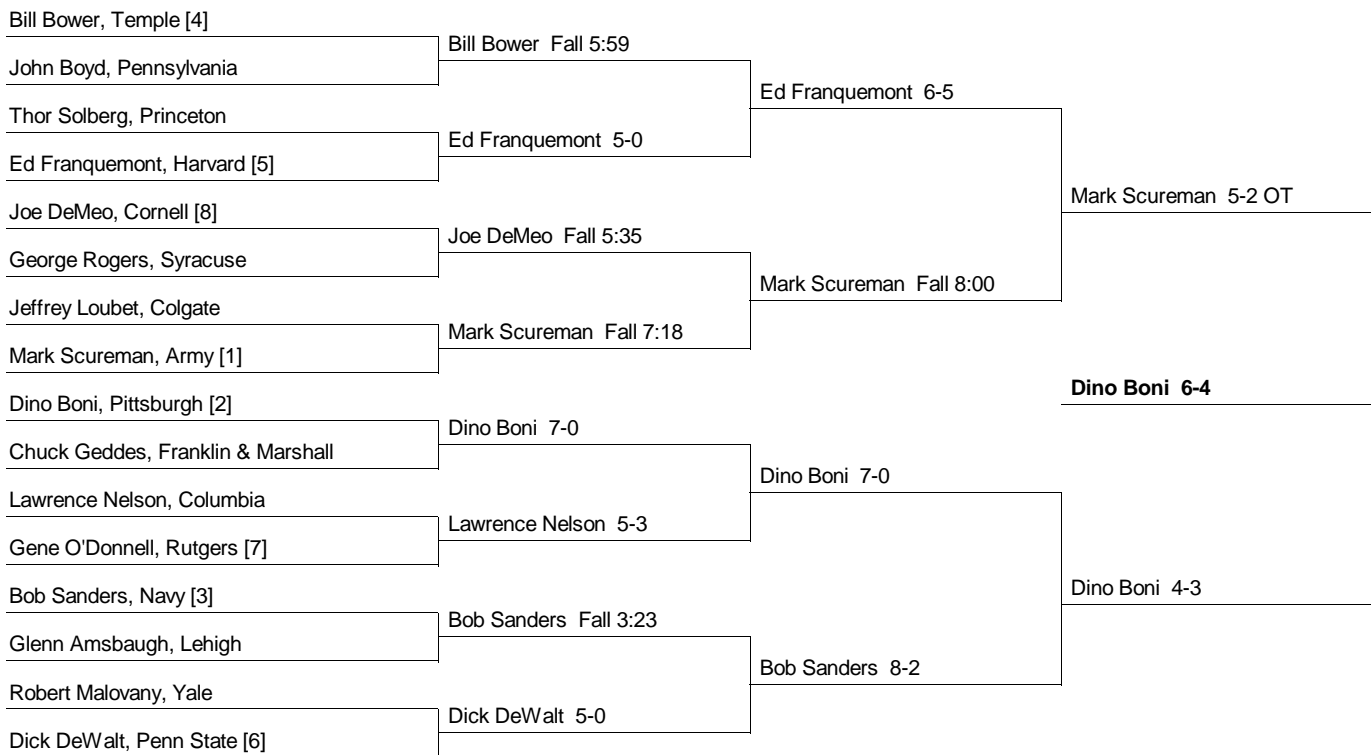 Bill Bower, Temple [4]
John Boyd, Pennsylvania
Thor Solberg, Princeton
Ed Franquemont, Harvard [5]
Joe DeMeo, Cornell [8]
George Rogers, Syracuse
Jeffrey Loubet, Colgate
Mark Scureman, Army [1]
Dino Boni, Pittsburgh [2]
Chuck Geddes, Franklin & Marshall
Lawrence Nelson, Columbia
Gene O'Donnell, Rutgers [7]
Bob Sanders, Navy [3]
Glenn Amsbaugh, Lehigh
Robert Malovany, Yale
Dick DeWalt, Penn State [6]
Bill Bower Fall 5:59
Ed Franquemont 5-0
Joe DeMeo Fall 5:35
Mark Scureman Fall 7:18
Dino Boni 7-0
Lawrence Nelson 5-3
Bob Sanders Fall 3:23
Dick DeWalt 5-0
Ed Franquemont 6-5
Mark Scureman Fall 8:00
Dino Boni 7-0
Bob Sanders 8-2
Mark Scureman 5-2 OT
Dino Boni 6-4
Dino Boni 4-3